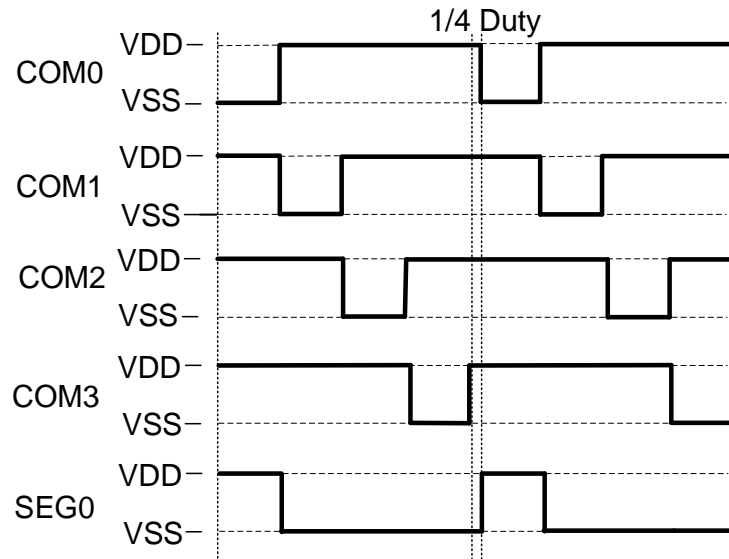 1/4 Duty
VDD
COM0
VSS
VDD
COM1
VSS
VDD
COM2
VSS
VDD
COM3
VSS
VDD
SEG0
VSS